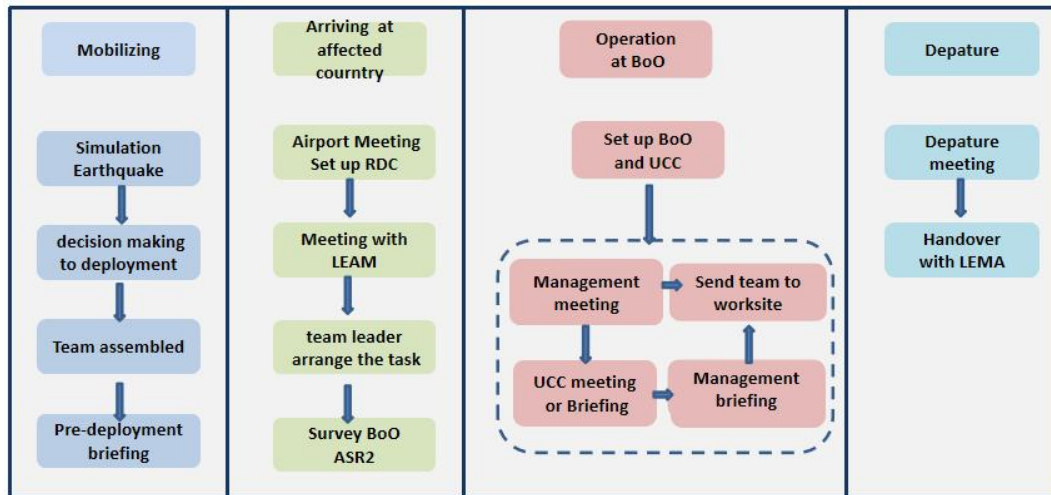 Mobilizing
Simulation
Earthquake
decision making
to deployment
Team assembled
Pre-deployment
briefing
Arriving at
affected
courntry
Airport Meeting
Set up RDC
Meeting with
LEAM
team leader
arrange the task
Survey BoO
ASR2
Operation
at BoO
Set up BoO
and UCC
Management
meeting
Send team to
worksite
UCC meeting
or Briefing
Management
briefing
Depature
Depature
meeting
Handover
with LEMA